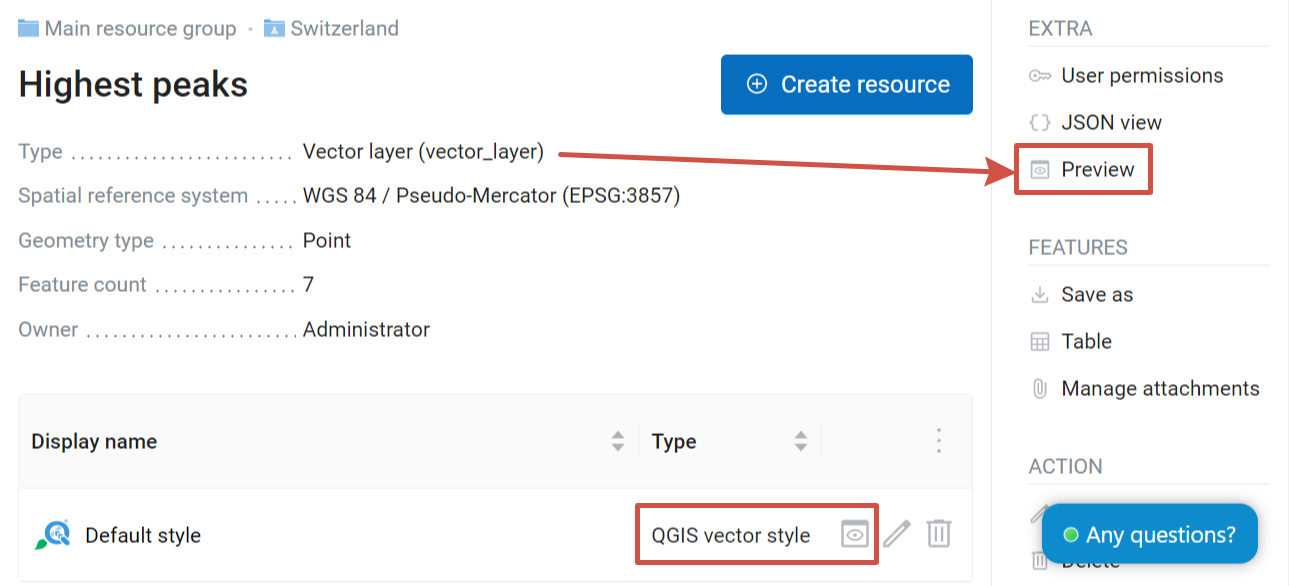 Main resource group · Switzerland
Highest peaks
Create resource
Type ........................ Vector layer (vector_layer)
Spatial reference system ..... WGS 84 / Pseudo-Mercator (EPSG:3857)
Geometry type .............. Point
Feature count ............... 7
Owner ....................... Administrator
Display name Type
Default style QGIS vector style
EXTRA
User permissions
JSON view
Preview
FEATURES
Save as
Table
Manage attachments
ACTION
Any questions?
Delete